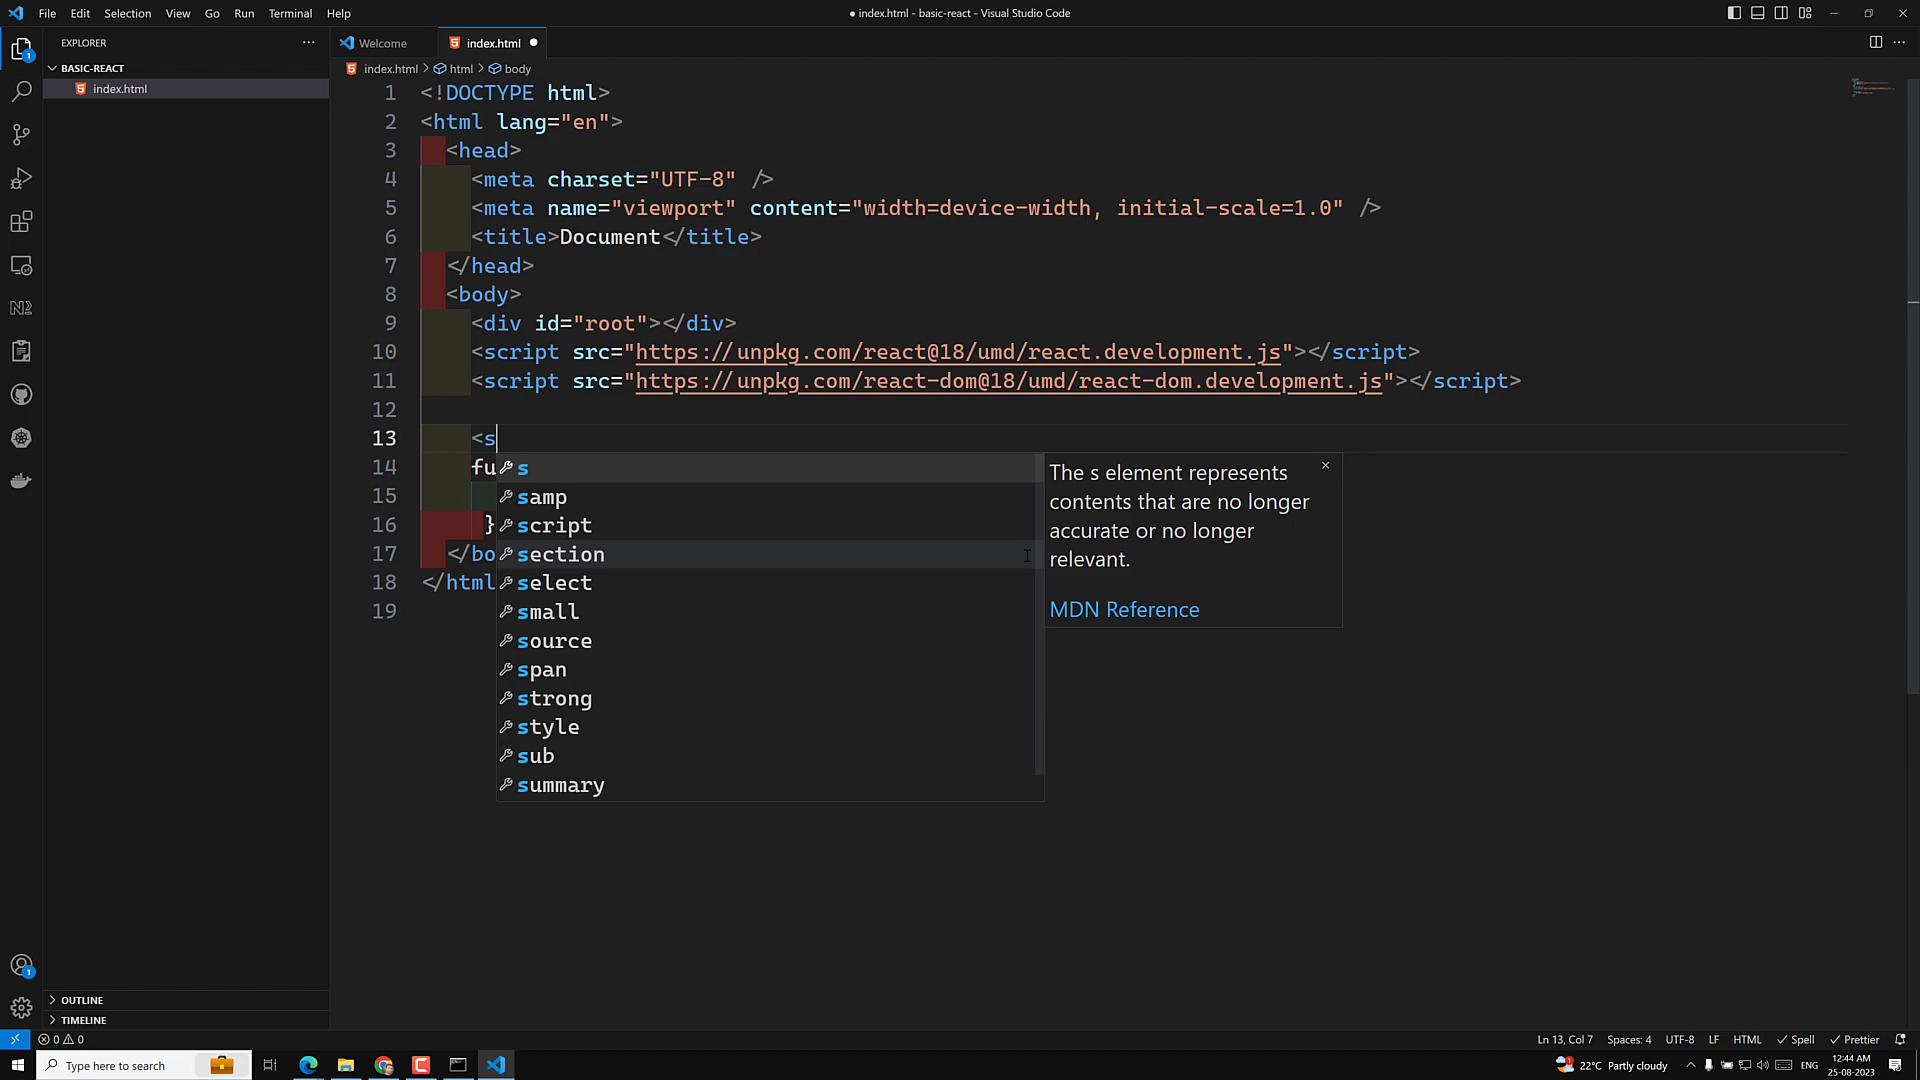 File Edit Selection View Go Run Terminal Help
● index.html - basic-react - Visual Studio Code
EXPLORER
BASIC-REACT
index.html
Welcome
index.html
index.html > html > body
1 <!DOCTYPE html>
2 <html lang="en">
3 <head>
4 <meta charset="UTF-8" />
5 <meta name="viewport" content="width=device-width, initial-scale=1.0" />
6 <title>Document</title>
7 </head>
8 <body>
9 <div id="root"></div>
10 <script src="https://unpkg.com/react@18/umd/react.development.js"></script>
11 <script src="https://unpkg.com/react-dom@18/umd/react-dom.development.js"></script>
12
13 <s
14 fu
15
16 }
17 </bo
18 </html
19
s
samp
script
section
select
small
source
span
strong
style
sub
summary
The s element represents
contents that are no longer
accurate or no longer
relevant.
MDN Reference
1
N2
1
OUTLINE
TIMELINE
0 0
Ln 13, Col 7 Spaces: 4 UTF-8 LF HTML Spell Prettier
Type here to search
22°C Partly cloudy
ENG
12:44 AM
25-08-2023